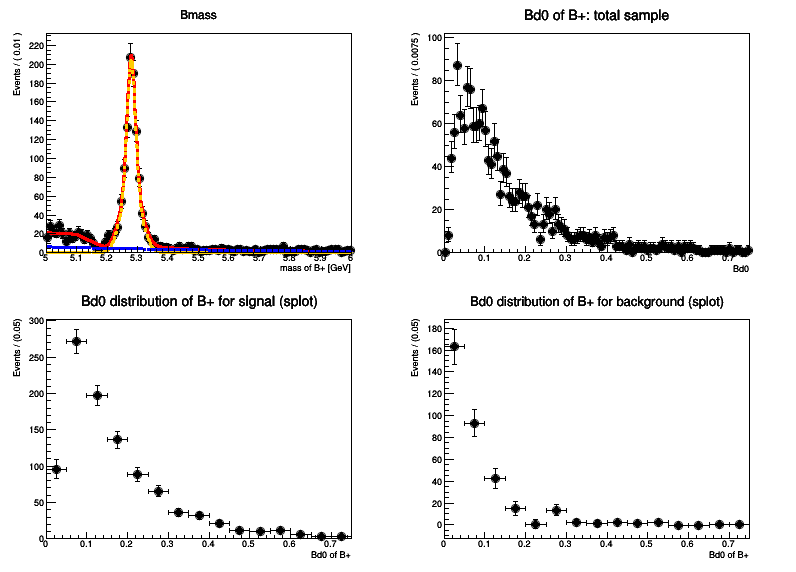 Bmass
Events / ( 0.01 )
220
200
180
160
140
120
100
80
60
40
20
0
5 5.1 5.2 5.3 5.4 5.5 5.6 5.7 5.8 5.9 6
mass of B+ [GeV]
Bd0 of B+: total sample
Events / ( 0.0075 )
100
80
60
40
20
0
0 0.1 0.2 0.3 0.4 0.5 0.6 0.7
Bd0
Bd0 distribution of B+ for signal (splot)
Events / (0.05)
300
250
200
150
100
50
0
0 0.1 0.2 0.3 0.4 0.5 0.6 0.7
Bd0 of B+
Bd0 distribution of B+ for background (splot)
Events / (0.05)
180
160
140
120
100
80
60
40
20
0
0 0.1 0.2 0.3 0.4 0.5 0.6 0.7
Bd0 of B+